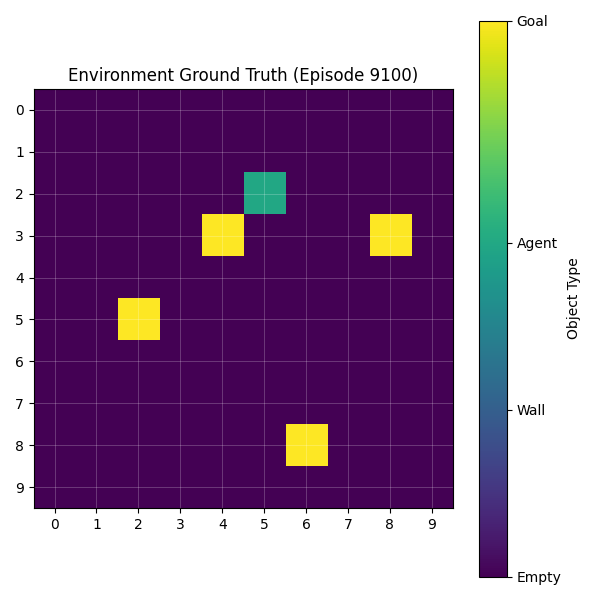 Environment Ground Truth (Episode 9100)
0
1
2
3
4
5
6
7
8
9
0 1 2 3 4 5 6 7 8 9
Goal
Agent
Wall
Empty
Object Type